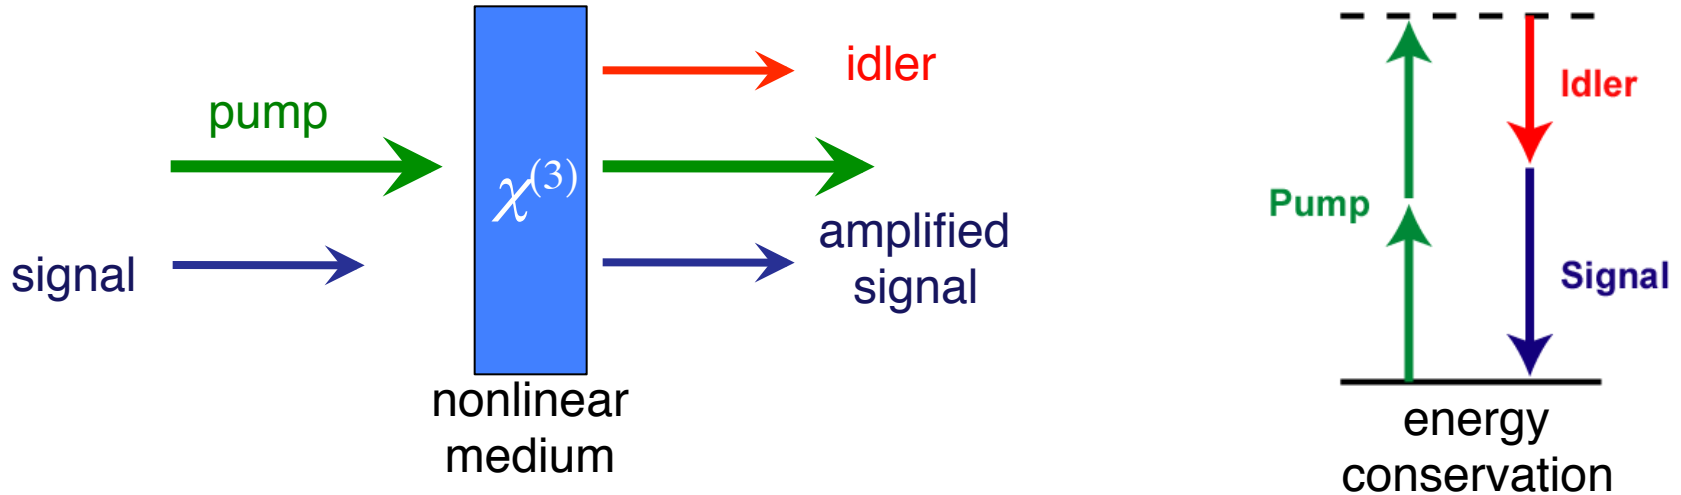 pump
signal
χ(3)
nonlinear
medium
idler
amplified
signal
Pump
Idler
Signal
energy
conservation